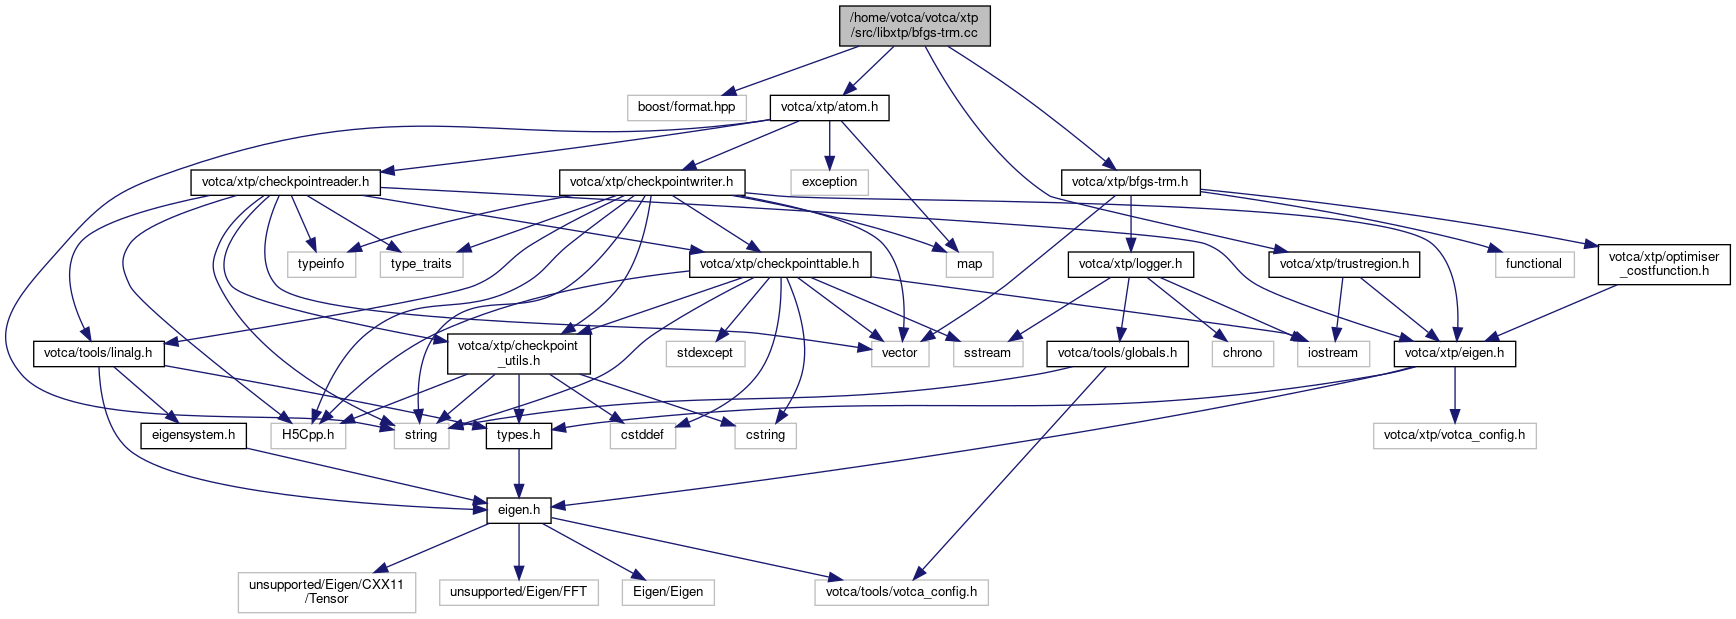 /home/votca/votca/xtp
/src/libxtp/bfgs-trm.cc
boost/format.hpp
votca/xtp/atom.h
votca/xtp/checkpointreader.h
votca/xtp/checkpointwriter.h
exception
votca/xtp/bfgs-trm.h
typeinfo
type_traits
votca/xtp/checkpointtable.h
map
votca/xtp/logger.h
votca/xtp/trustregion.h
functional
votca/xtp/optimiser
_costfunction.h
votca/tools/linalg.h
votca/xtp/checkpoint
_utils.h
stdexcept
vector
sstream
votca/tools/globals.h
chrono
iostream
votca/xtp/eigen.h
eigensystem.h
H5Cpp.h
string
types.h
cstddef
cstring
votca/xtp/votca_config.h
eigen.h
unsupported/Eigen/CXX11
/Tensor
unsupported/Eigen/FFT
Eigen/Eigen
votca/tools/votca_config.h